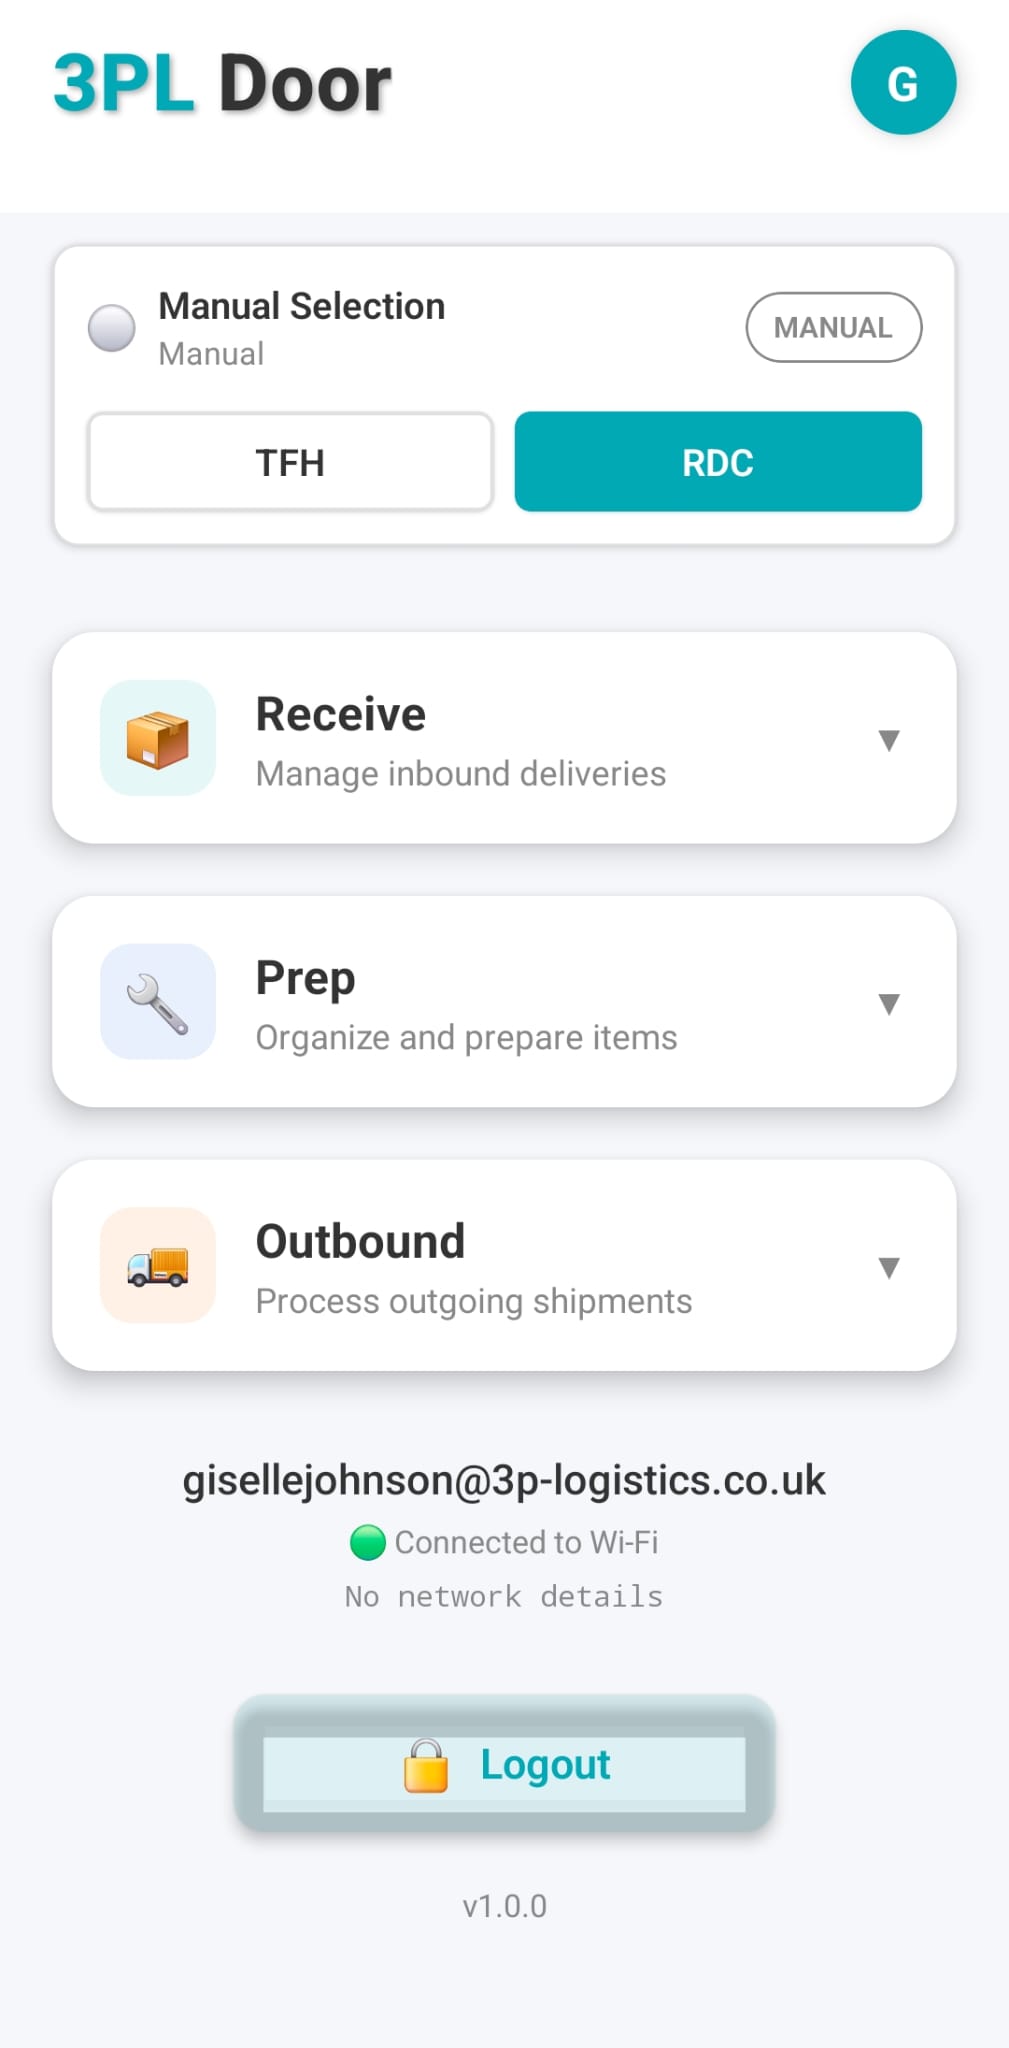 3PL Door
G
Manual Selection
Manual
MANUAL
TFH
RDC
Receive
Manage inbound deliveries
▼
Prep
Organize and prepare items
▼
Outbound
Process outgoing shipments
▼
gisellejohnson@3p-logistics.co.uk
Connected to Wi-Fi
No network details
Logout
v1.0.0